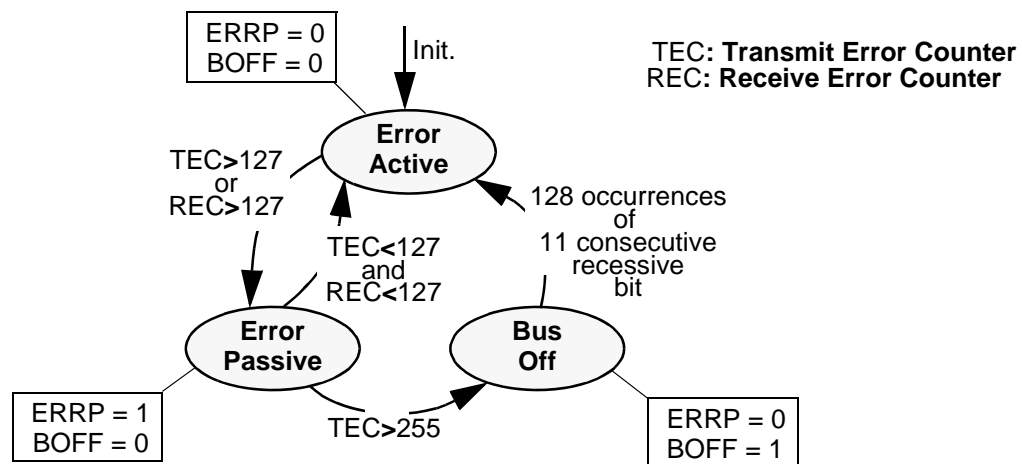 ERRP = 0
BOFF = 0
Init.
TEC: Transmit Error Counter
REC: Receive Error Counter
Error
Active
TEC>127
or
REC>127
TEC<127
and
REC<127
128 occurrences
of
11 consecutive
recessive
bit
Error
Passive
Bus
Off
ERRP = 1
BOFF = 0
TEC>255
ERRP = 0
BOFF = 1